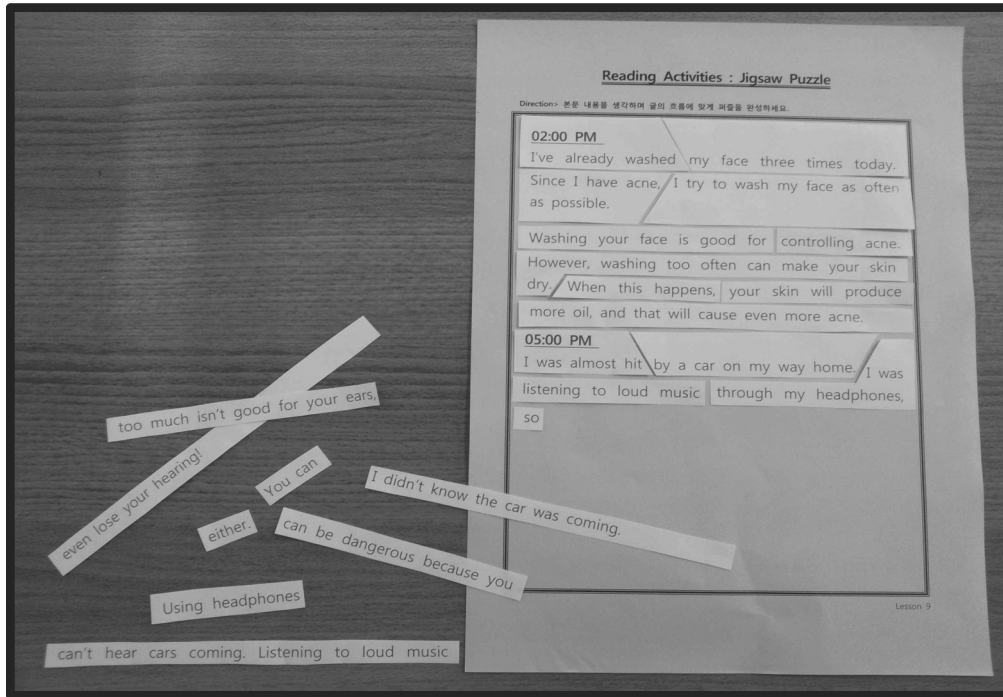 Reading Activities : Jigsaw Puzzle
Direction> 본문 내용을 생각하며 글의 흐름에 맞게 퍼즐을 완성하세요.
02:00 PM
I've already washed my face three times today.
Since I have acne, I try to wash my face as often
as possible.
Washing your face is good for controlling acne.
However, washing too often can make your skin
dry. When this happens, your skin will produce
more oil, and that will cause even more acne.
05:00 PM
I was almost hit by a car on my way home. I was
listening to loud music through my headphones,
so
too much isn't good for your ears,
even lose your hearing!
You can
I didn't know the car was coming.
either.
can be dangerous because you
Using headphones
can't hear cars coming. Listening to loud music
Lesson 9